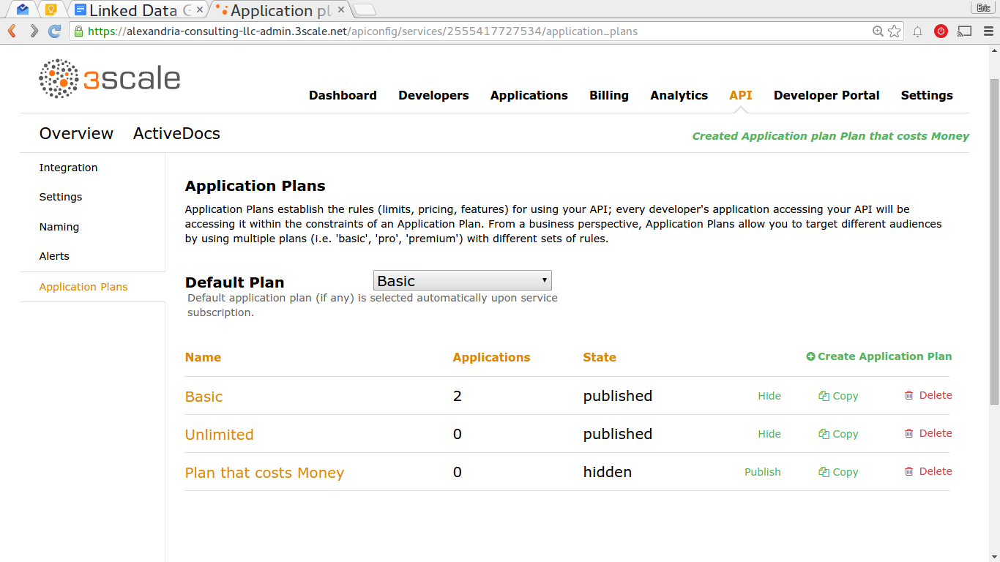 Linked Data G
Application pl
Eric
https://alexandria-consulting-llc-admin.3scale.net/apiconfig/services/2555417727534/application_plans
3scale
Dashboard Developers Applications Billing Analytics API Developer Portal Settings
Overview ActiveDocs
Created Application plan Plan that costs Money
Integration
Settings
Naming
Alerts
Application Plans
Application Plans
Application Plans establish the rules (limits, pricing, features) for using your API; every developer's application accessing your API will be
accessing it within the constraints of an Application Plan. From a business perspective, Application Plans allow you to target different audiences
by using multiple plans (i.e. 'basic', 'pro', 'premium') with different sets of rules.
Default Plan Basic
Default application plan (if any) is selected automatically upon service
subscription.
Name Applications State Create Application Plan
Basic 2 published Hide Copy Delete
Unlimited 0 published Hide Copy Delete
Plan that costs Money 0 hidden Publish Copy Delete